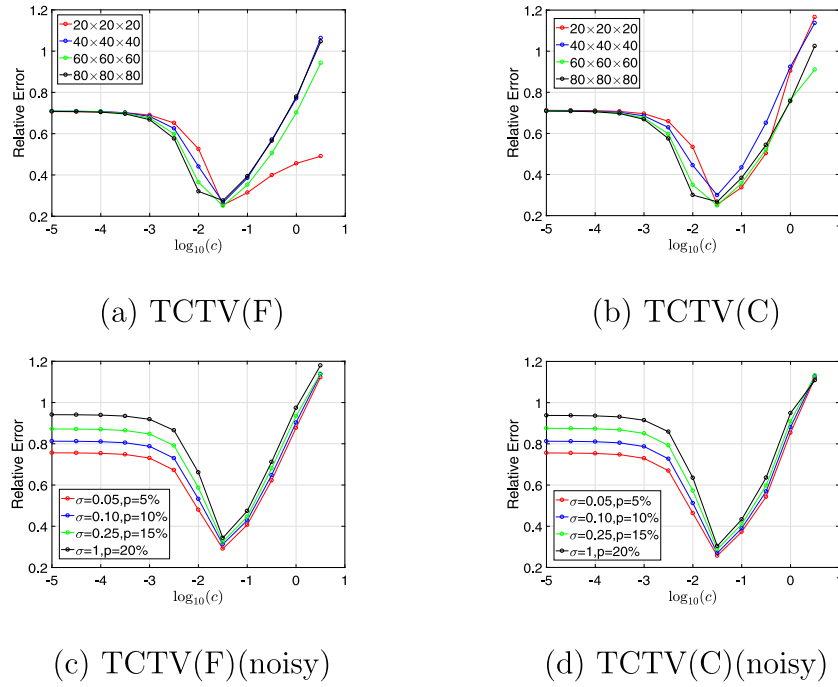 20×20×20
40×40×40
60×60×60
80×80×80
Relative Error
1.2
1
0.8
0.6
0.4
0.2
-5 -4 -3 -2 -1 0 1
log10(c)
(a) TCTV(F)
20×20×20
40×40×40
60×60×60
80×80×80
Relative Error
1.2
1
0.8
0.6
0.4
0.2
-5 -4 -3 -2 -1 0 1
log10(c)
(b) TCTV(C)
Relative Error
1.2
1
0.8
0.6
0.4
0.2
σ=0.05,p=5%
σ=0.10,p=10%
σ=0.25,p=15%
σ=1,p=20%
-5 -4 -3 -2 -1 0 1
log10(c)
(c) TCTV(F)(noisy)
Relative Error
1.2
1
0.8
0.6
0.4
0.2
σ=0.05,p=5%
σ=0.10,p=10%
σ=0.25,p=15%
σ=1,p=20%
-5 -4 -3 -2 -1 0 1
log10(c)
(d) TCTV(C)(noisy)